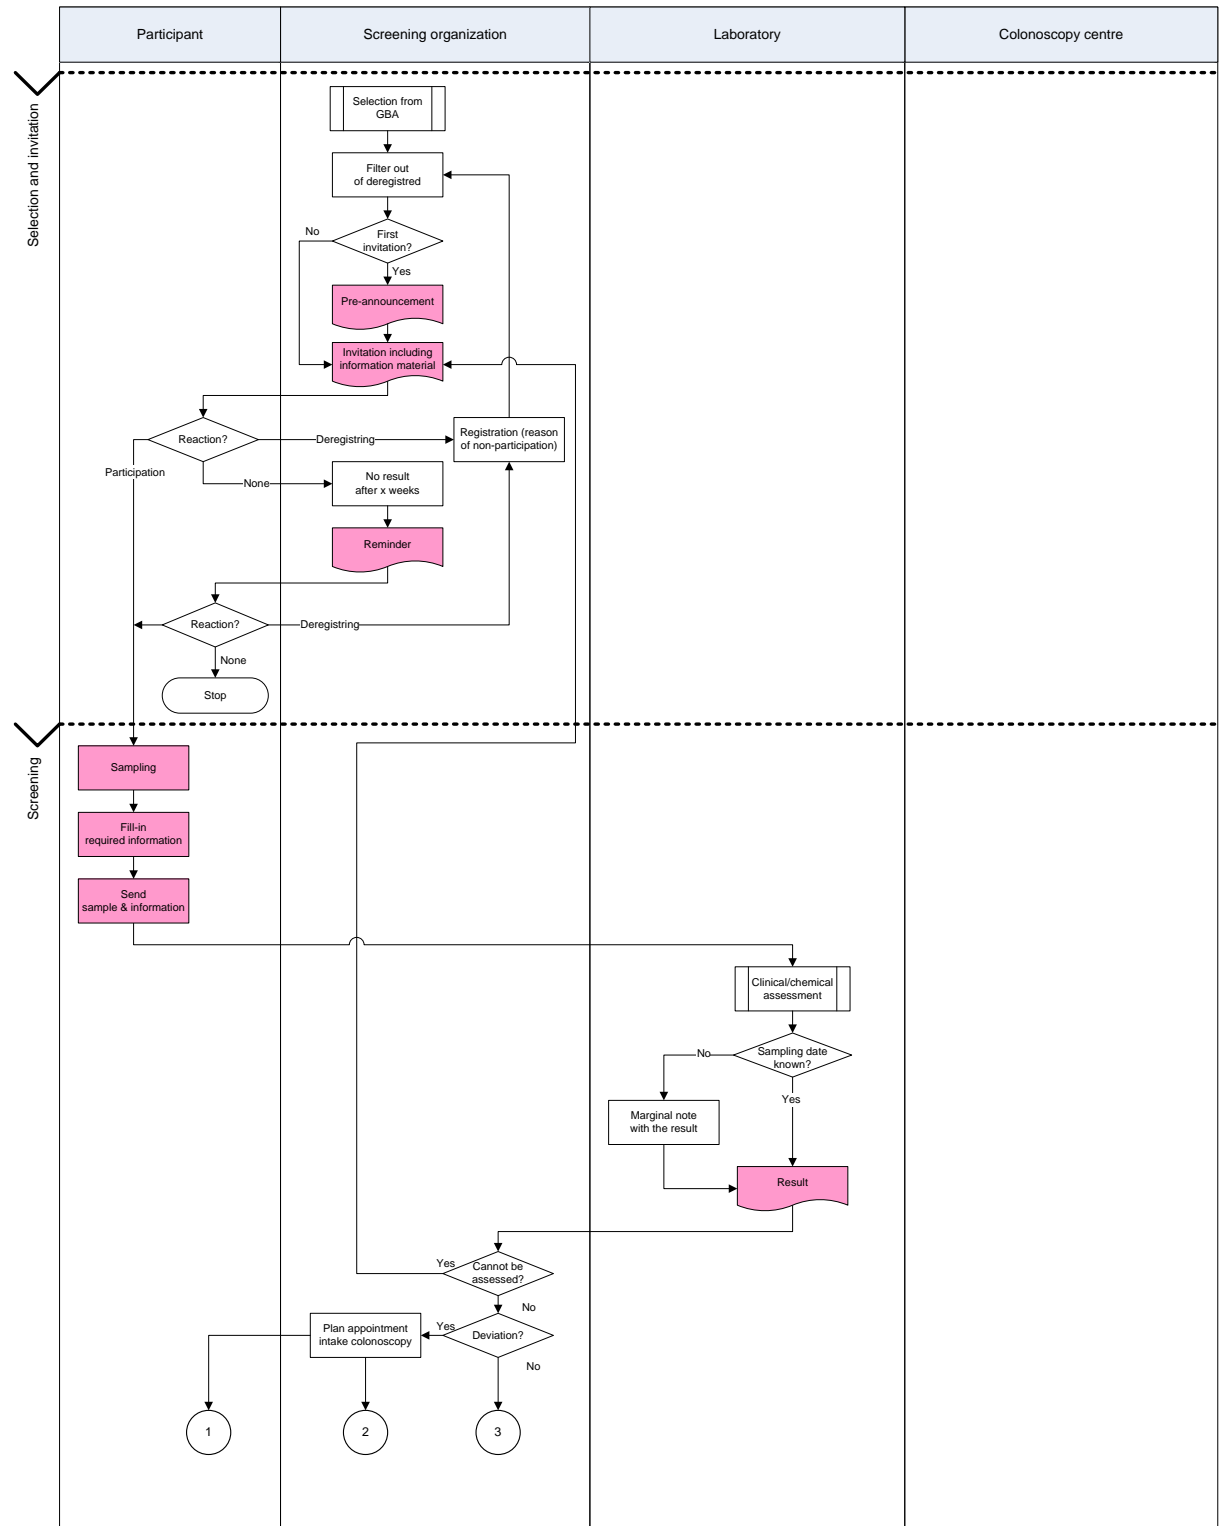 Participant
Screening organization
Laboratory
Colonoscopy centre
Selection and invitation
Selection from
GBA
Filter out
of deregistred
No
First
invitation?
Yes
Pre-announcement
Invitation including
information material
Reaction?
Deregistring
Registration (reason
of non-participation)
Participation
None
No result
after x weeks
Reminder
Reaction?
Deregistring
None
Stop
Screening
Sampling
Fill-in
required information
Send
sample & information
Clinical/chemical
assessment
No
Sampling date
known?
Yes
Marginal note
with the result
Result
Yes
Cannot be
assessed?
No
Plan appointment
intake colonoscopy
Yes
Deviation?
No
1
2
3